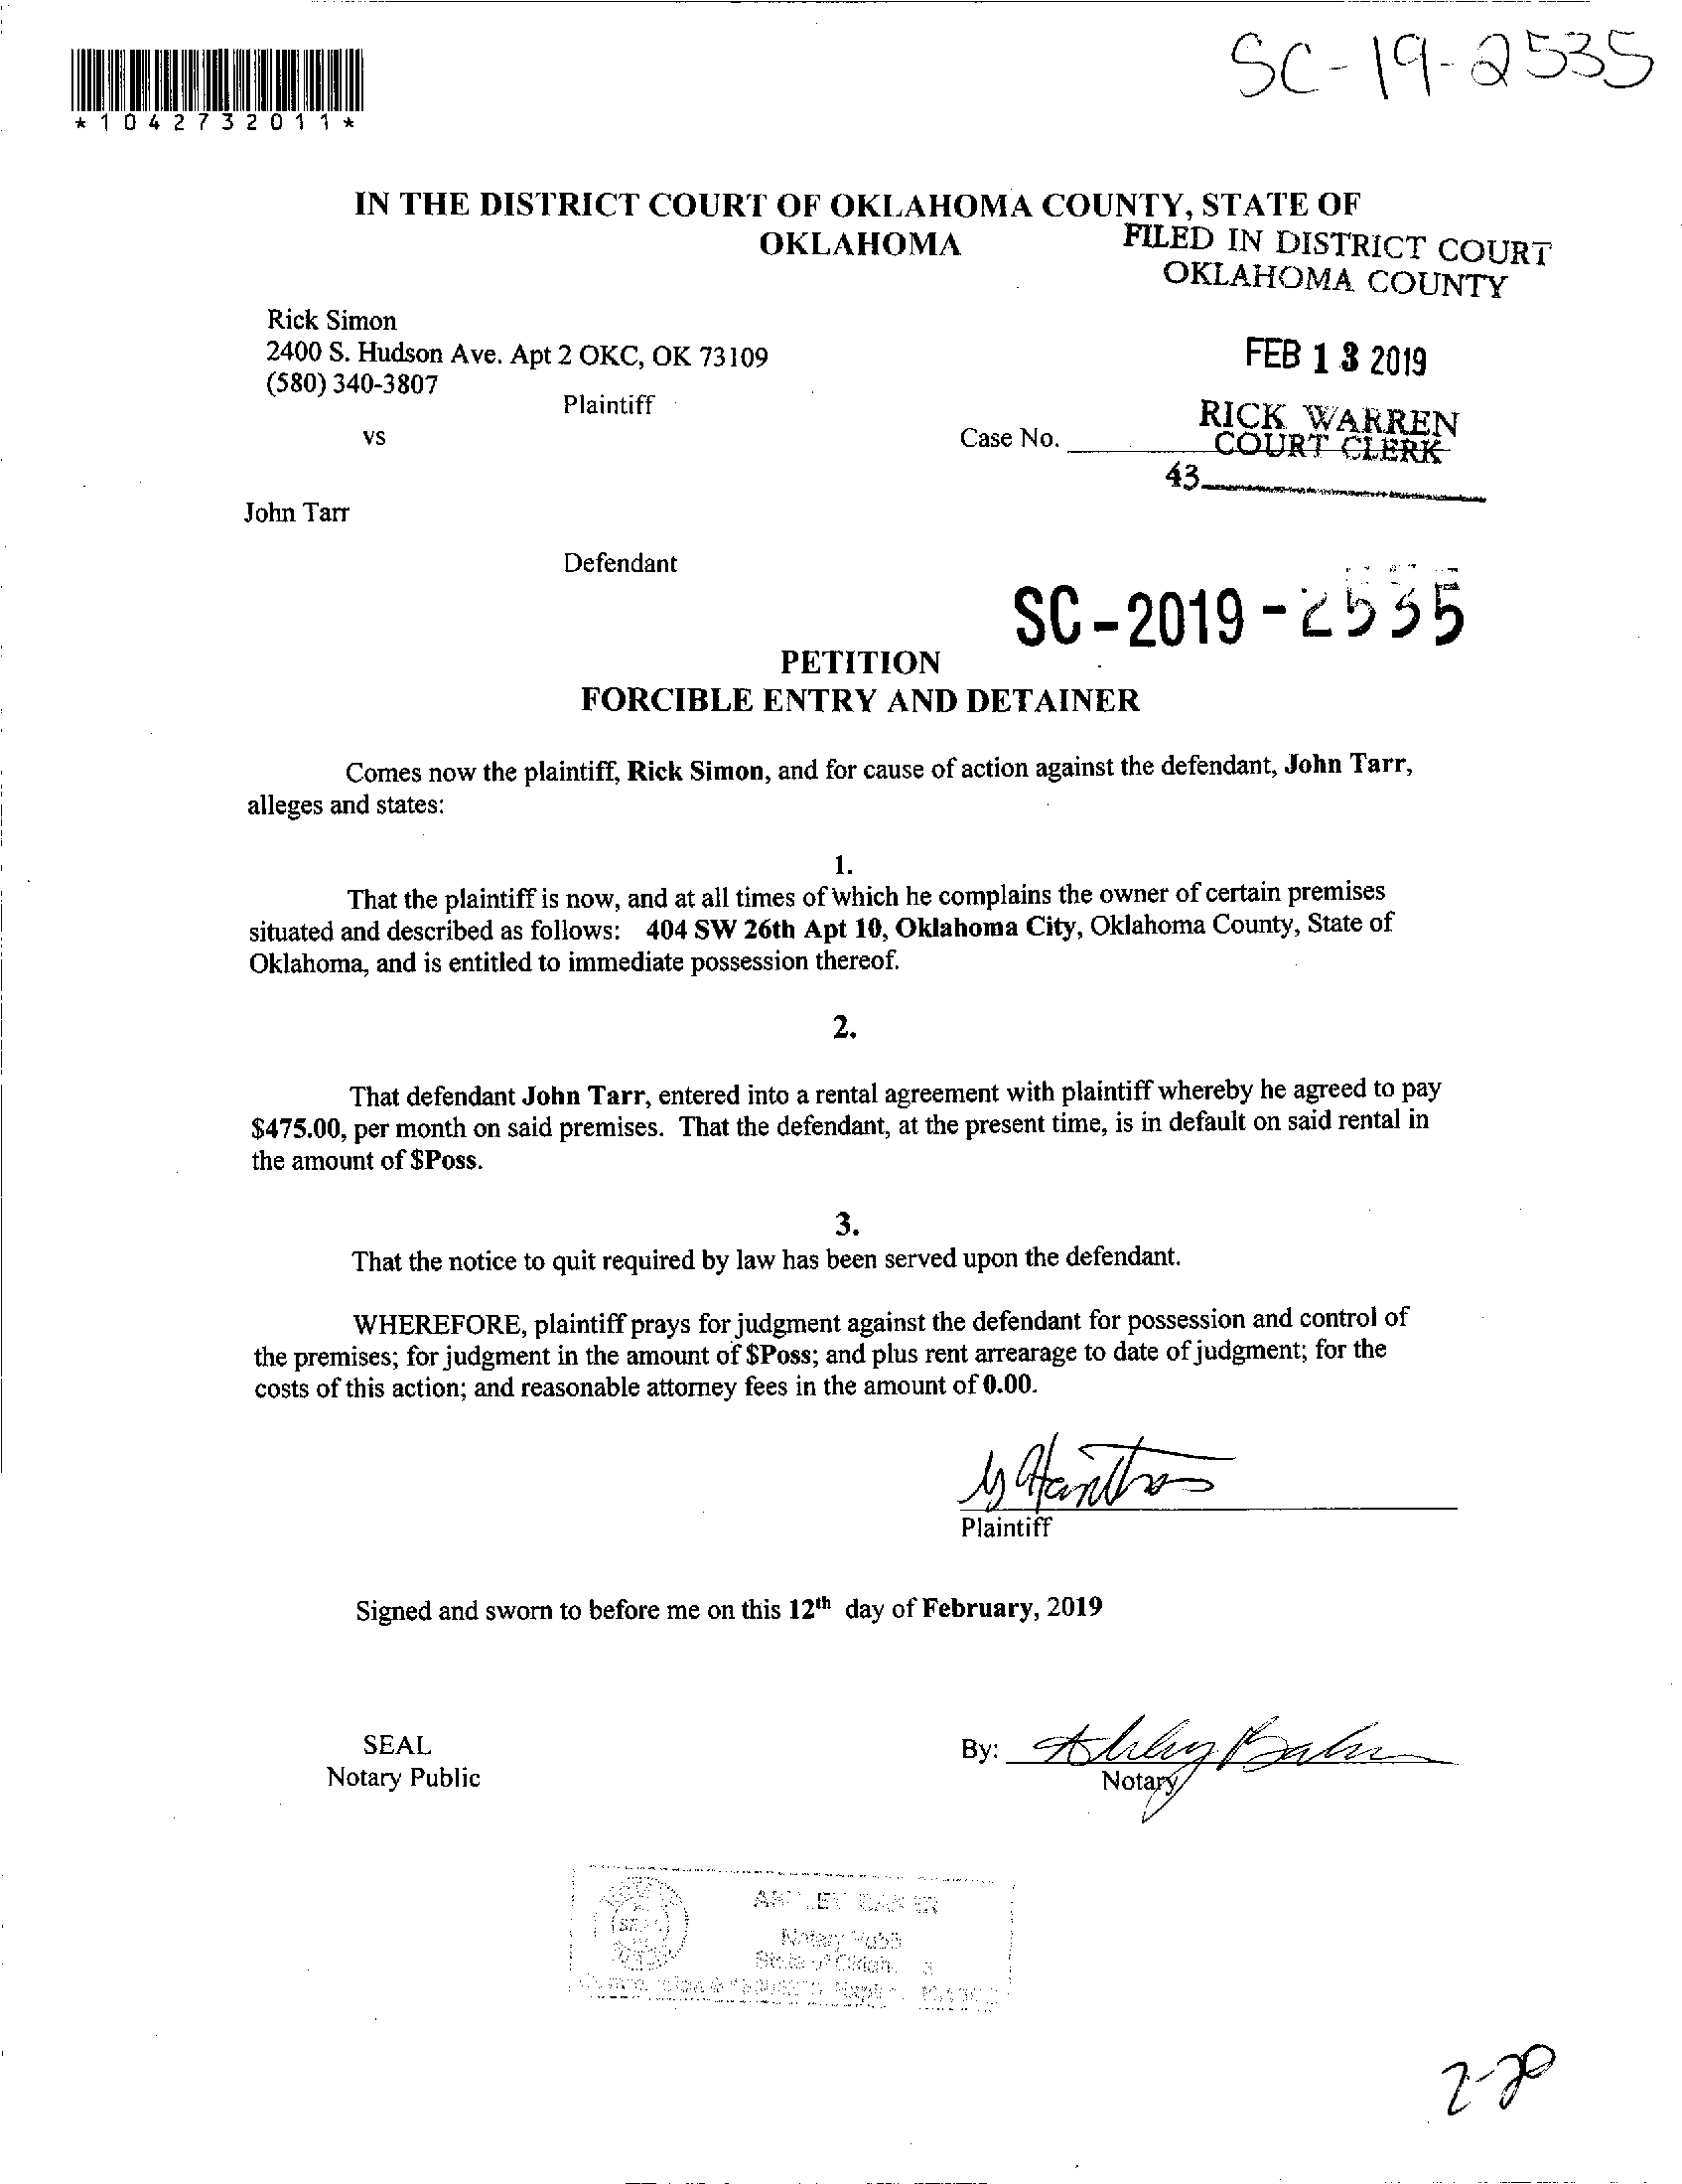 SC-19-2535
*1042732011*
IN THE DISTRICT COURT OF OKLAHOMA COUNTY, STATE OF
OKLAHOMA
FILED IN DISTRICT COURT
OKLAHOMA COUNTY
Rick Simon
2400 S. Hudson Ave. Apt 2 OKC, OK 73109
FEB 13 2019
(580) 340-3807
Plaintiff
RICK WARREN
vs
Case No.
COURT CLERK
43
John Tarr
Defendant
SC-2019-2535
PETITION
FORCIBLE ENTRY AND DETAINER
Comes now the plaintiff, Rick Simon, and for cause of action against the defendant, John Tarr,
alleges and states:
1.
That the plaintiff is now, and at all times of which he complains the owner of certain premises
situated and described as follows: 404 SW 26th Apt 10, Oklahoma City, Oklahoma County, State of
Oklahoma, and is entitled to immediate possession thereof.
2.
That defendant John Tarr, entered into a rental agreement with plaintiff whereby he agreed to pay
$475.00, per month on said premises. That the defendant, at the present time, is in default on said rental in
the amount of $Poss.
3.
That the notice to quit required by law has been served upon the defendant.
WHEREFORE, plaintiff prays for judgment against the defendant for possession and control of
the premises; for judgment in the amount of $Poss; and plus rent arrearage to date of judgment; for the
costs of this action; and reasonable attorney fees in the amount of 0.00.
Plaintiff
Signed and sworn to before me on this 12th day of February, 2019
SEAL
By: Ashley Baker
Notary Public
Notary
Notary
State of